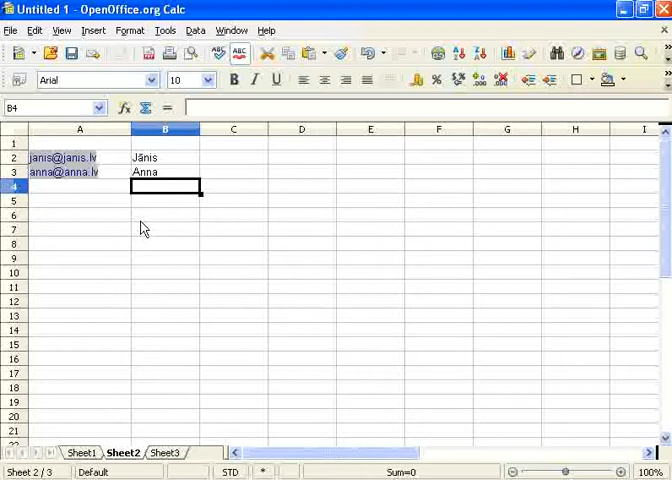 Untitled 1 - OpenOffice.org Calc
File Edit View Insert Format Tools Data Window Help
Arial 10
B4
A B C D E F G H I
1
2 janis@janis.lv Jānis
3 anna@anna.lv Anna
4
5
6
7
8
9
10
11
12
13
14
15
16
17
18
19
20
21
22
Sheet1 Sheet2 Sheet3
Sheet 2 / 3 Default STD * Sum=0 100%